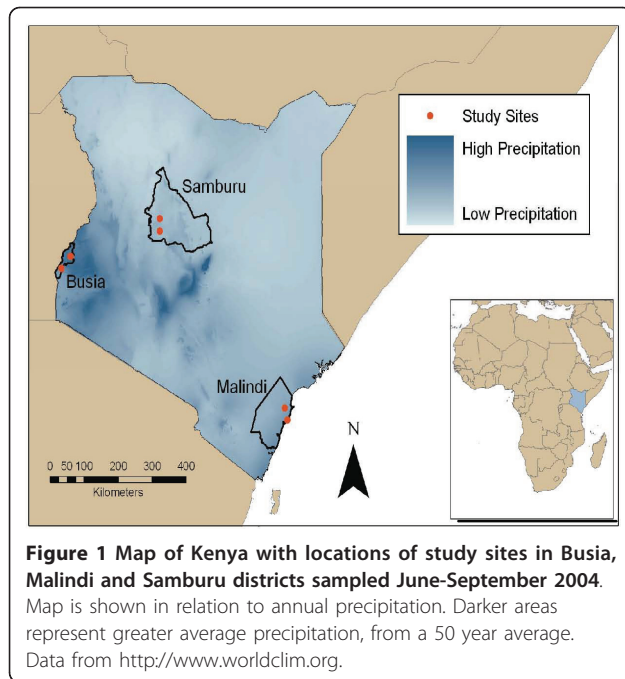 Study Sites
High Precipitation
Low Precipitation
Samburu
Busia
Malindi
N
0 50 100 200 300 400
Kilometers
Figure 1 Map of Kenya with locations of study sites in Busia,
Malindi and Samburu districts sampled June-September 2004.
Map is shown in relation to annual precipitation. Darker areas
represent greater average precipitation, from a 50 year average.
Data from http://www.worldclim.org.